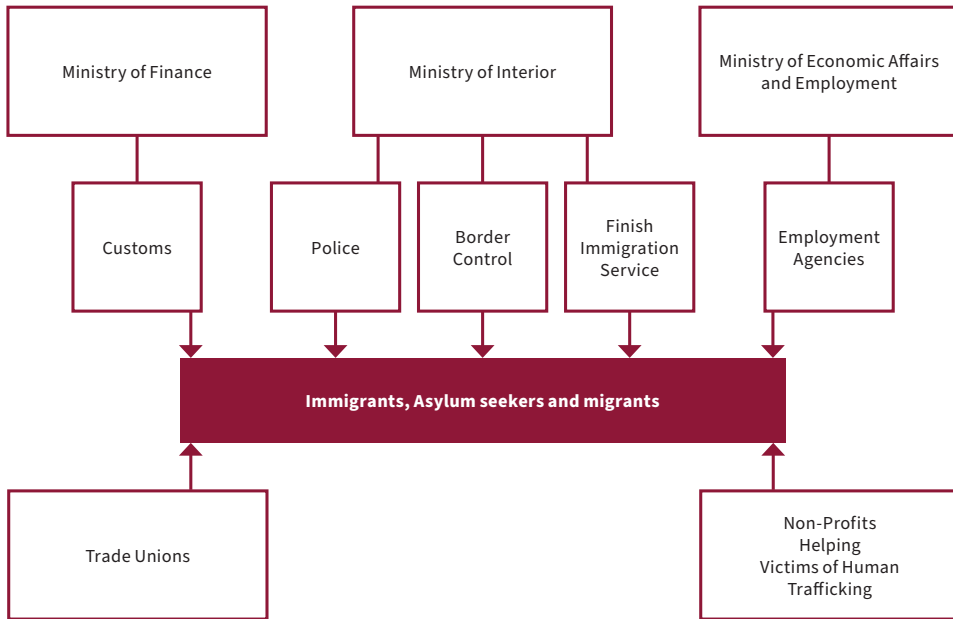 Ministry of Finance
Ministry of Interior
Ministry of Economic Affairs
and Employment
Customs
Police
Border
Control
Finish
Immigration
Service
Employment
Agencies
Immigrants, Asylum seekers and migrants
Trade Unions
Non-Profits
Helping
Victims of Human
Trafficking